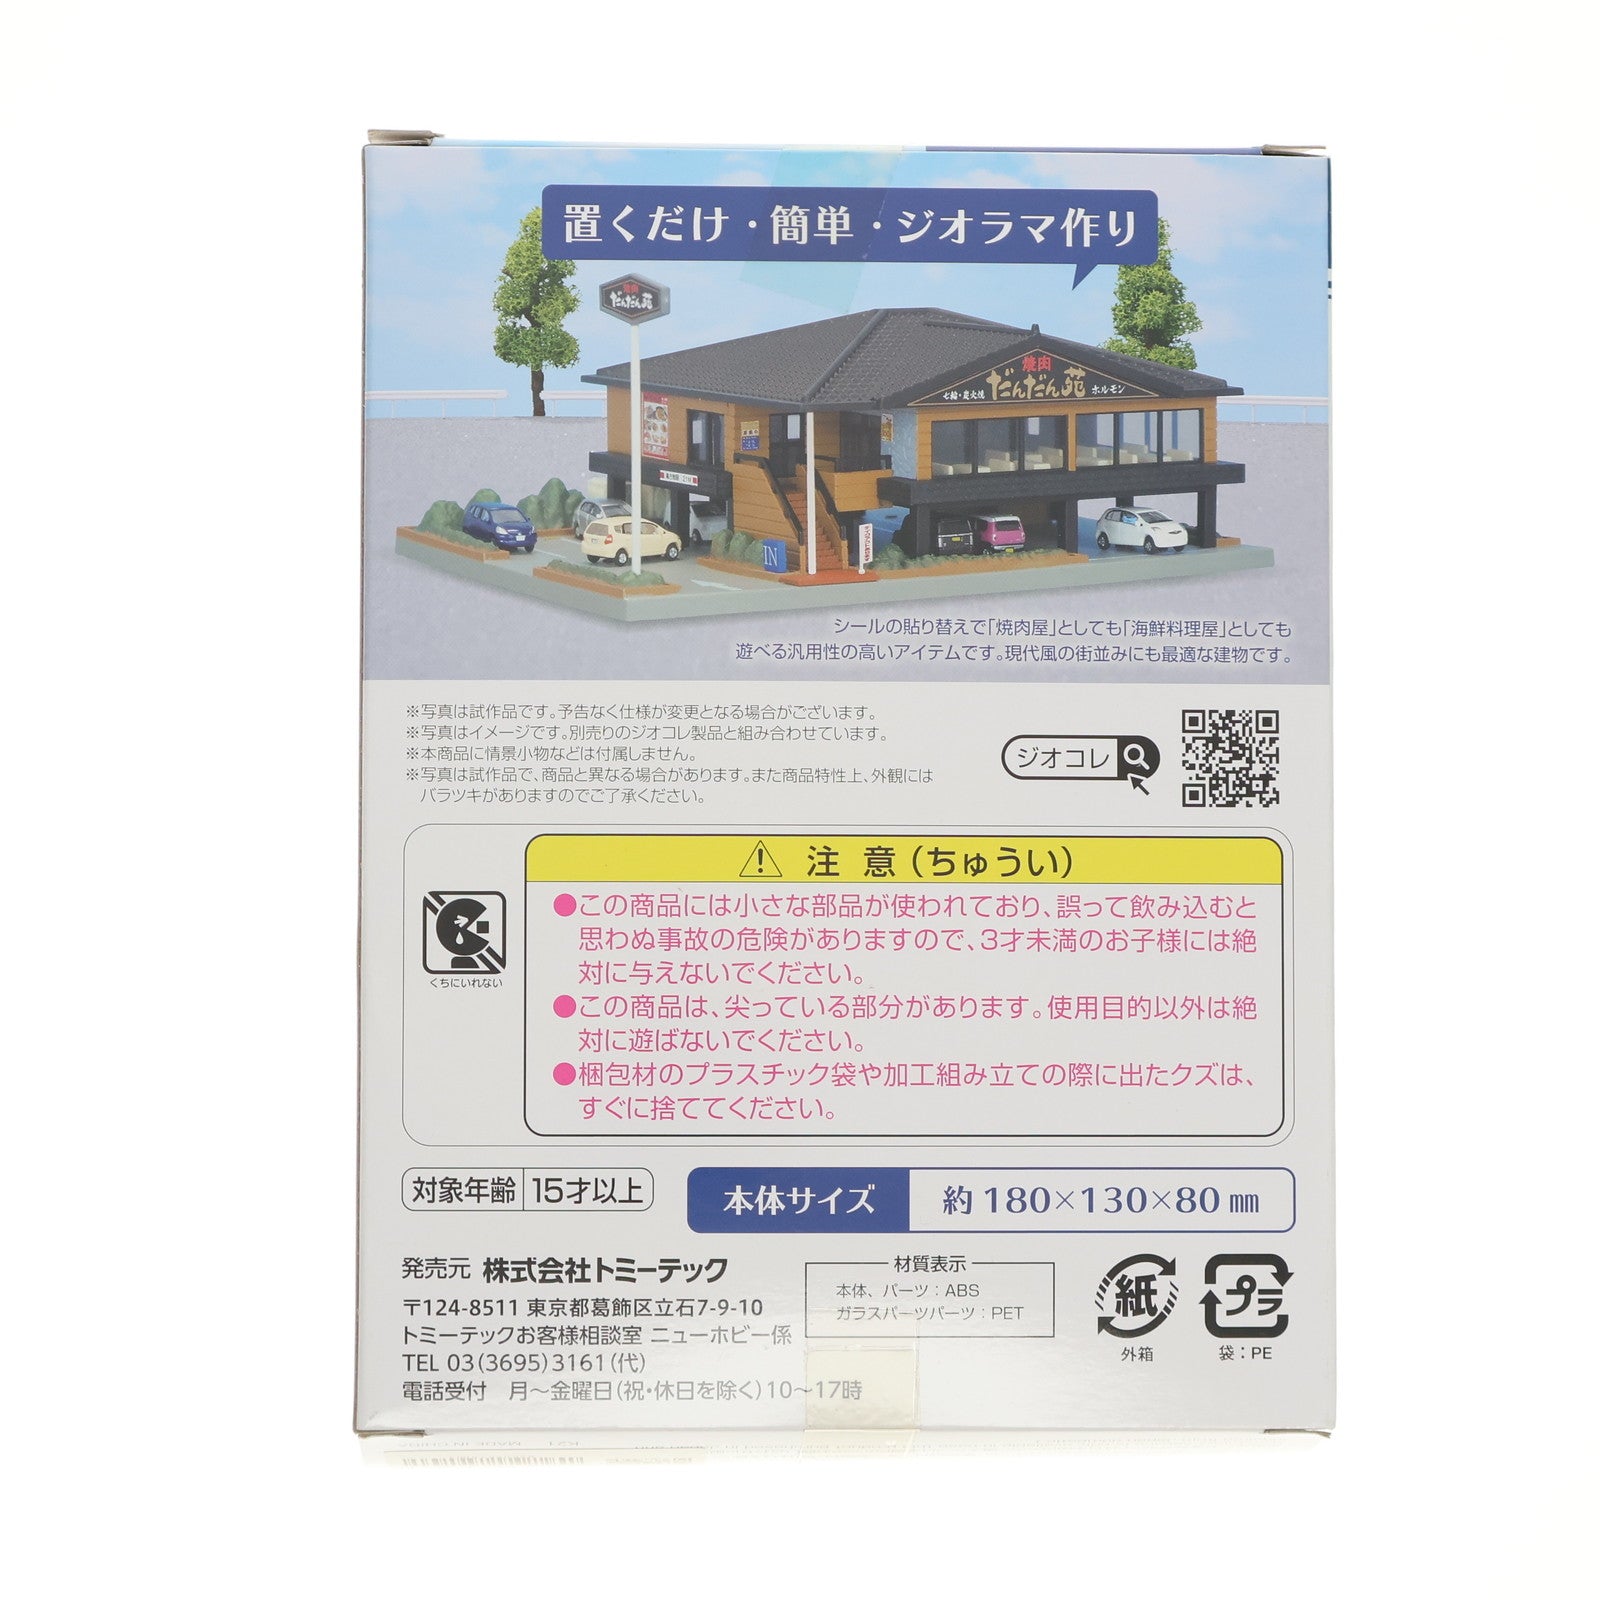 置くだけ・簡単・ジオラマ作り
焼肉
だんだん苑
焼肉
七輪・炭火焼 だんだん苑 ホルモン
IN
シールの貼り替えで「焼肉屋」としても「海鮮料理屋」としても
遊べる汎用性の高いアイテムです。現代風の街並みにも最適な建物です。
※写真は試作品です。予告なく仕様が変更となる場合がございます。
※写真はイメージです。別売りのジオコレ製品と組み合わせています。
※本商品に情景小物などは付属しません。
※写真は試作品で、商品と異なる場合があります。また商品特性上、外観には
バラツキがありますのでご了承ください。
ジオコレ
注 意(ちゅうい)
くちにいれない
●この商品には小さな部品が使われており、誤って飲み込むと
思わぬ事故の危険がありますので、3才未満のお子様には絶
対に与えないでください。
●この商品は、尖っている部分があります。使用目的以外は絶
対に遊ばないでください。
●梱包材のプラスチック袋や加工組み立ての際に出たクズは、
すぐに捨ててください。
対象年齢 15才以上
本体サイズ 約180×130×80㎜
発売元 株式会社トミーテック
〒124-8511 東京都葛飾区立石7-9-10
トミーテックお客様相談室 ニューホビー係
TEL 03(3695)3161(代)
電話受付 月～金曜日(祝・休日を除く)10～17時
材質表示
本体、パーツ：ABS
ガラスパーツパーツ：PET
紙
外箱
プラ
袋：PE